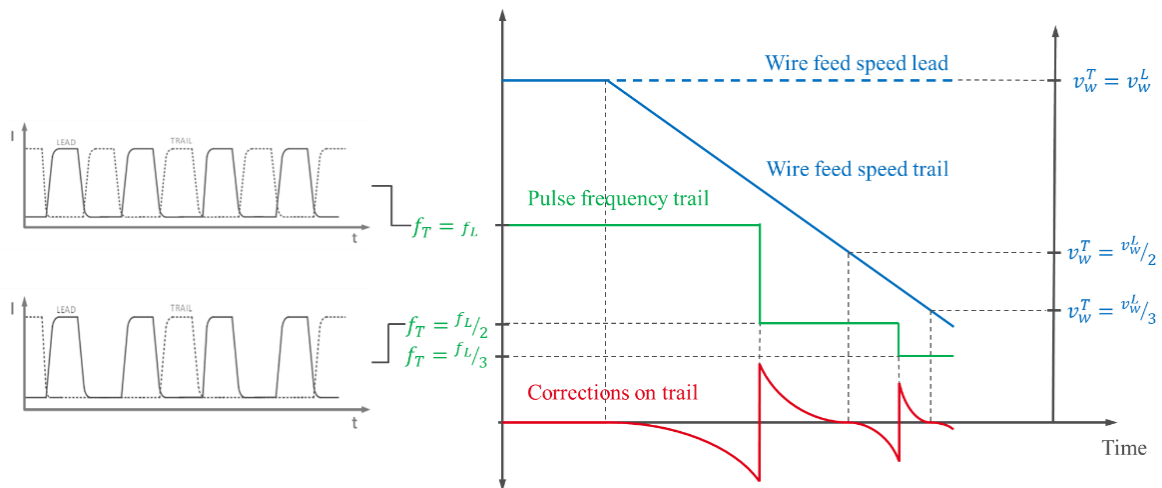 I
LEAD
TRAIL
t
I
LEAD
TRAIL
t
Wire feed speed lead
Wire feed speed trail
Pulse frequency trail
Corrections on trail
f_T = f_L
f_T = f_L/2
f_T = f_L/3
v_w^T = v_w^L
v_w^T = v_w^L/2
v_w^T = v_w^L/3
Time